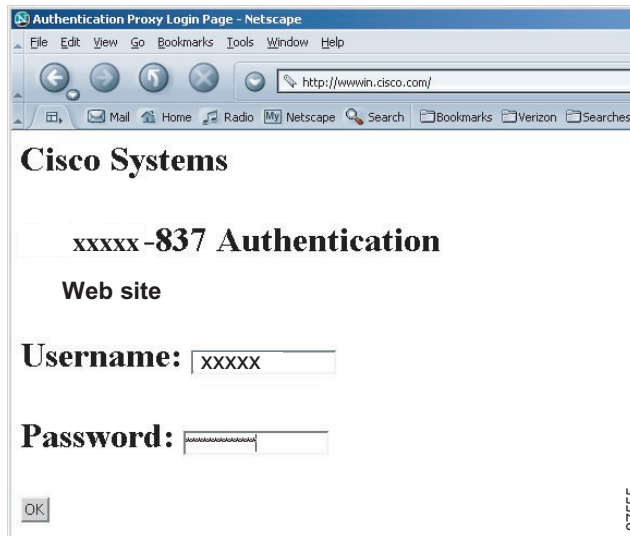 Authentication Proxy Login Page - Netscape
File Edit View Go Bookmarks Tools Window Help
http://wwwin.cisco.com/
Mail Home Radio My Netscape Search Bookmarks Verizon Searches
Cisco Systems
xxxxx-837 Authentication
Web site
Username: xxxxx
Password: ************
OK